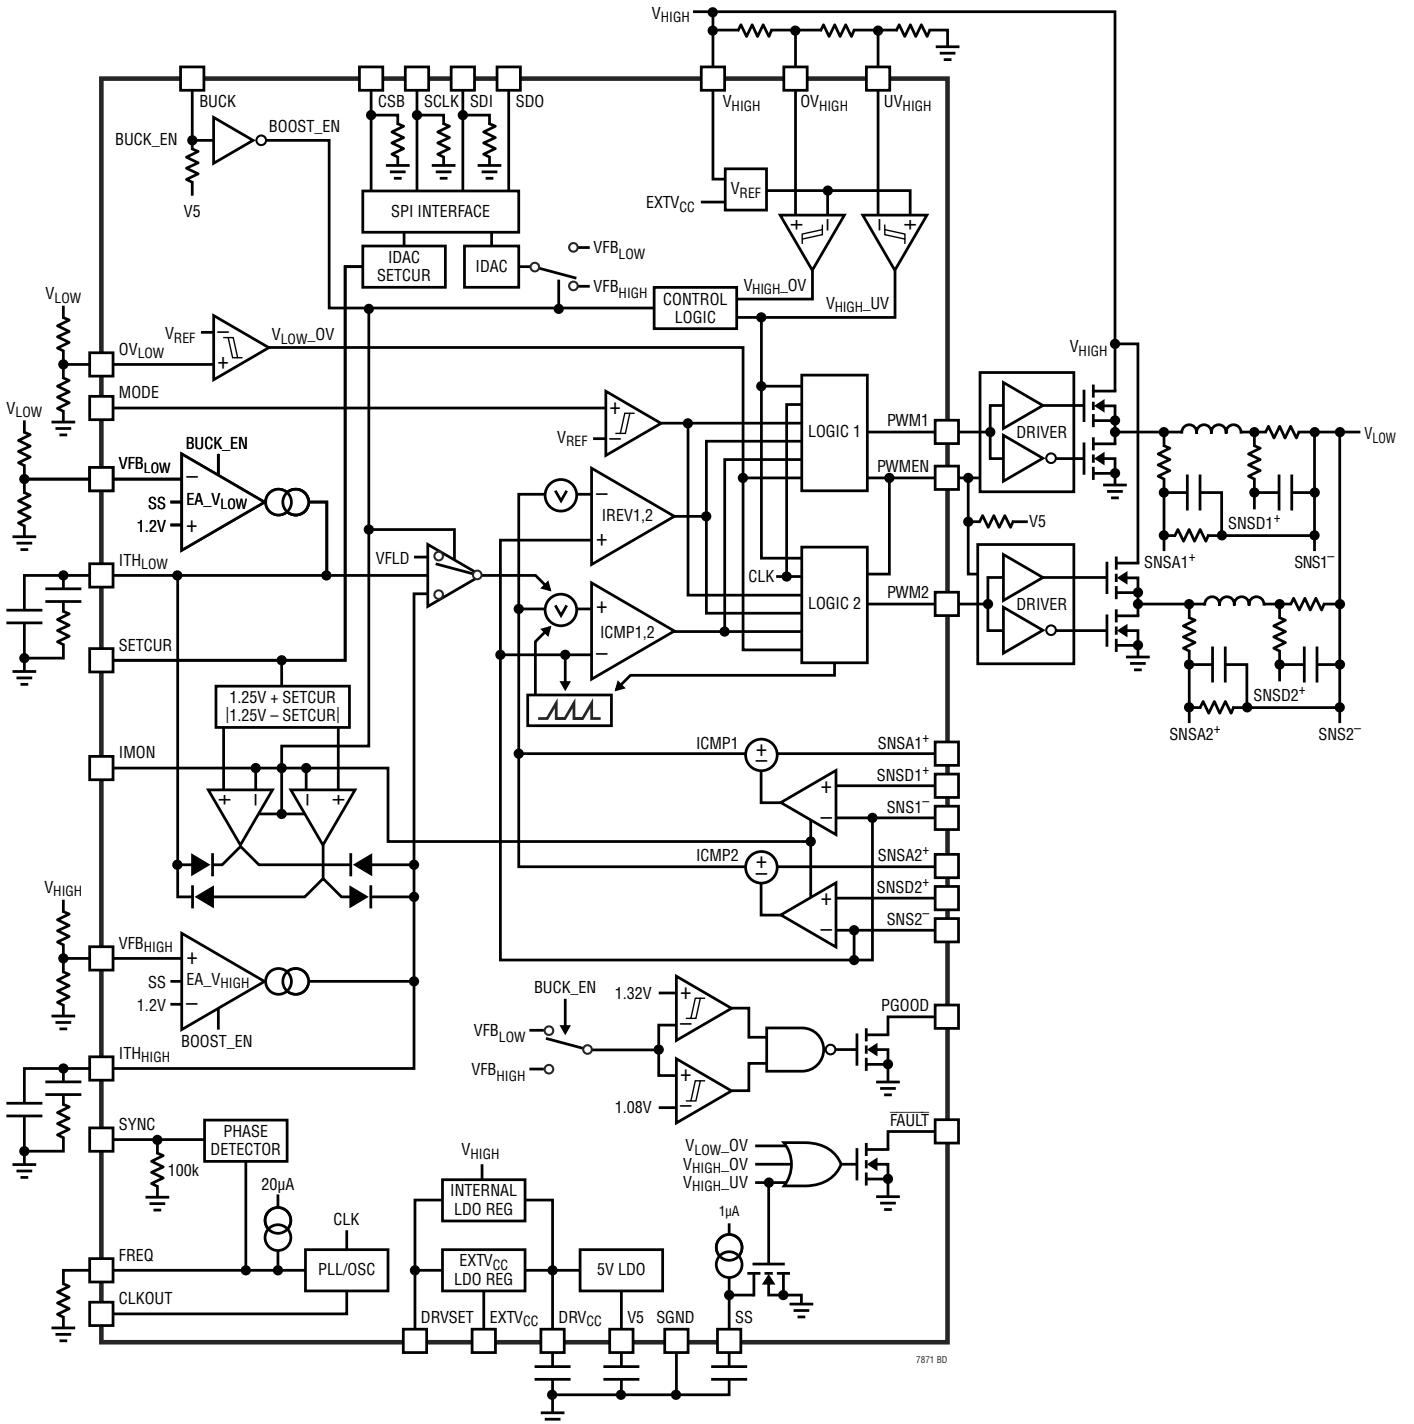 VHIGH
BUCK
CSB
SCLK
SDI
SDO
VHIGH
OVHIGH
UVHIGH
BUCK_EN
BOOST_EN
V5
SPI INTERFACE
EXTVCC
VREF
+
–
–
+
IDAC
SETCUR
IDAC
VFBLOW
VFBHIGH
CONTROL
LOGIC
VHIGH_OV
VHIGH_UV
VLOW
VREF
–
+
VLOW_OV
OVLOW
MODE
VHIGH
VLOW
BUCK_EN
VFBLOW
–
SS
EA_VLOW
1.2V
+
+
VREF
–
LOGIC 1
PWM1
DRIVER
VLOW
PWMEN
V
–
IREV1,2
+
V5
SNSD1+
SNSA1+
SNS1–
ITHLOW
VFLD
CLK
V
+
ICMP1,2
–
LOGIC 2
PWM2
DRIVER
SETCUR
1.25V + SETCUR
|1.25V – SETCUR|
SNSD2+
SNSA2+
SNS2–
IMON
+
–
–
+
ICMP1
+
–
SNSA1+
SNSD1+
+
SNS1–
–
ICMP2
+
–
SNSA2+
SNSD2+
+
SNS2–
–
VHIGH
VFBHIGH
+
SS
EA_VHIGH
1.2V
–
BOOST_EN
ITHHIGH
BUCK_EN
VFBLOW
VFBHIGH
1.32V
+
–
+
1.08V
–
PGOOD
FAULT
SYNC
PHASE
DETECTOR
100k
20µA
CLK
FREQ
PLL/OSC
CLKOUT
VHIGH
INTERNAL
LDO REG
EXTVCC
LDO REG
5V LDO
VLOW_OV
VHIGH_OV
VHIGH_UV
1µA
DRVSET
EXTVCC
DRVCC
V5
SGND
SS
7871 BD